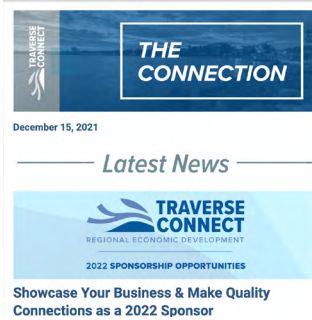 TRAVERSE
CONNECT
THE
CONNECTION
December 15, 2021
Latest News
TRAVERSE
CONNECT
REGIONAL ECONOMIC DEVELOPMENT
2022 SPONSORSHIP OPPORTUNITIES
Showcase Your Business & Make Quality
Connections as a 2022 Sponsor